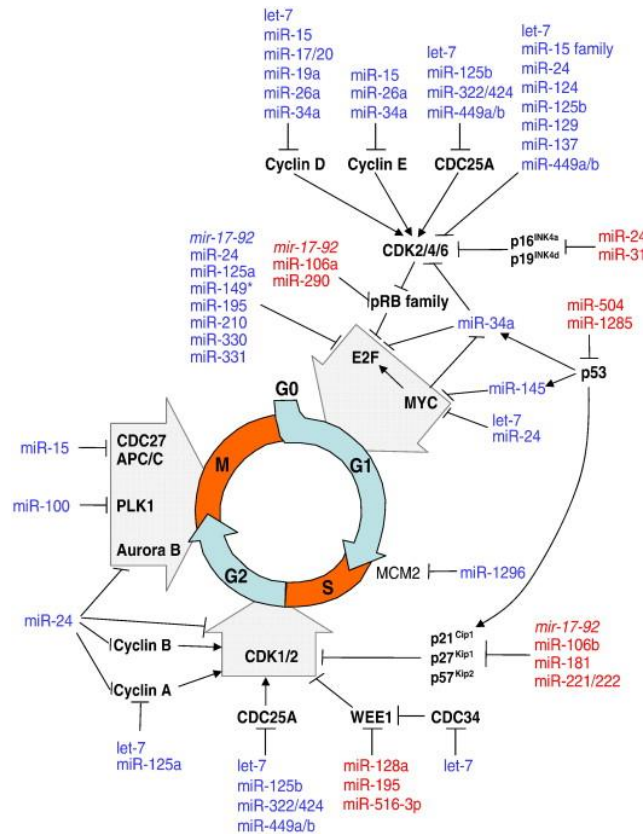 let-7
miR-15
miR-17/20
miR-19a
miR-26a
miR-34a
Cyclin D
miR-15
miR-26a
miR-34a
Cyclin E
let-7
miR-125b
miR-322/424
miR-449a/b
CDC25A
let-7
miR-15 family
miR-24
miR-124
miR-125b
miR-129
miR-137
miR-449a/b
CDK2/4/6
p16INK4a
p19INK4d
miR-24
miR-31
mir-17-92
miR-24
miR-125a
miR-149*
miR-195
miR-210
miR-330
miR-331
mir-17-92
miR-106a
miR-290
pRB family
miR-34a
miR-504
miR-1285
p53
E2F
MYC
miR-145
let-7
miR-24
G0
G1
S
G2
M
miR-15
CDC27
APC/C
miR-100
PLK1
Aurora B
MCM2
miR-1296
miR-24
Cyclin B
Cyclin A
let-7
miR-125a
CDK1/2
p21Cip1
p27Kip1
p57Kip2
mir-17-92
miR-106b
miR-181
miR-221/222
CDC25A
let-7
miR-125b
miR-322/424
miR-449a/b
WEE1
miR-128a
miR-195
miR-516-3p
CDC34
let-7